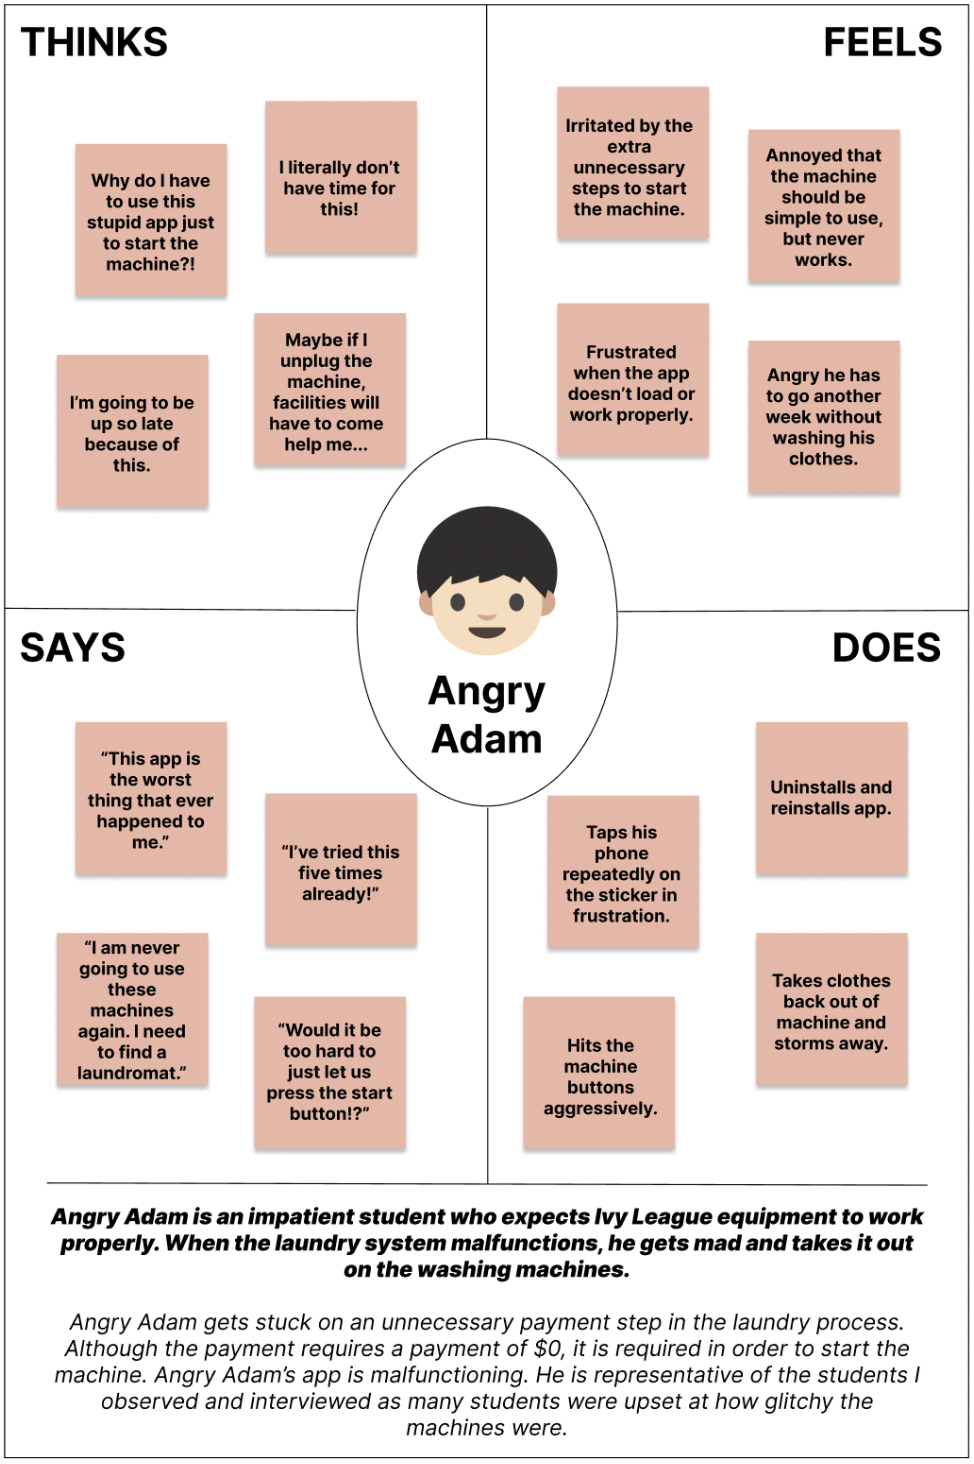 THINKS
FEELS
Why do I have
to use this
stupid app just
to start the
machine?!
I literally don’t
have time for
this!
I’m going to be
up so late
because of
this.
Maybe if I
unplug the
machine,
facilities will
have to come
help me...
Irritated by the
extra
unnecessary
steps to start
the machine.
Annoyed that
the machine
should be
simple to use,
but never
works.
Frustrated
when the app
doesn’t load or
work properly.
Angry he has
to go another
week without
washing his
clothes.
Angry
Adam
SAYS
DOES
“This app is
the worst
thing that ever
happened to
me.”
“I’ve tried this
five times
already!”
“I am never
going to use
these
machines
again. I need
to find a
laundromat.”
“Would it be
too hard to
just let us
press the start
button!?”
Taps his
phone
repeatedly on
the sticker in
frustration.
Uninstalls and
reinstalls app.
Hits the
machine
buttons
aggressively.
Takes clothes
back out of
machine and
storms away.
Angry Adam is an impatient student who expects Ivy League equipment to work
properly. When the laundry system malfunctions, he gets mad and takes it out
on the washing machines.
Angry Adam gets stuck on an unnecessary payment step in the laundry process.
Although the payment requires a payment of $0, it is required in order to start the
machine. Angry Adam’s app is malfunctioning. He is representative of the students I
observed and interviewed as many students were upset at how glitchy the
machines were.